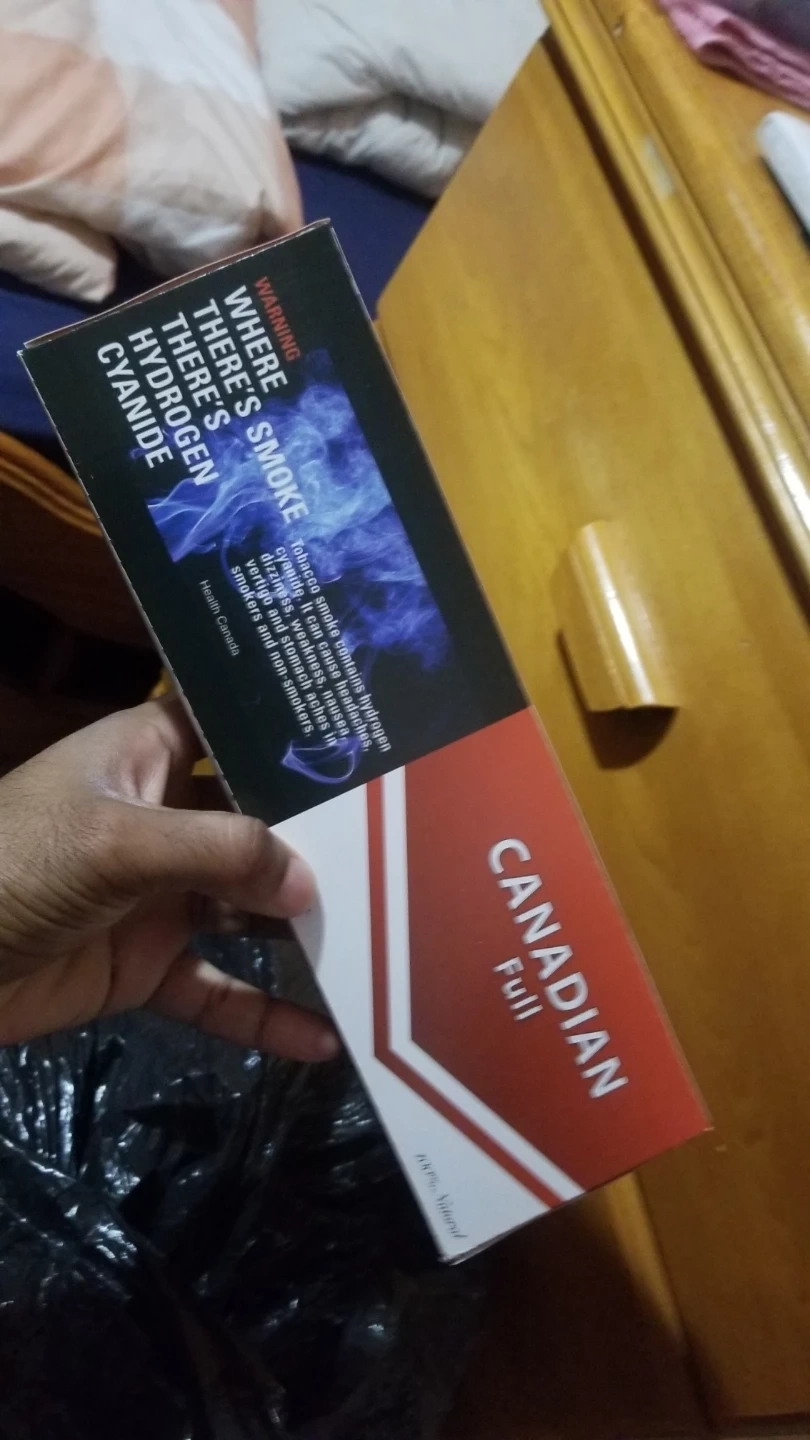 WARNING
WHERE
THERE'S SMOKE
THERE'S
HYDROGEN
CYANIDE
Tobacco smoke contains hydrogen
cyanide. It can cause headaches,
dizziness, weakness, nausea,
vertigo and stomach aches in
smokers and non-smokers.
Health Canada
CANADIAN
Full
100% Natural